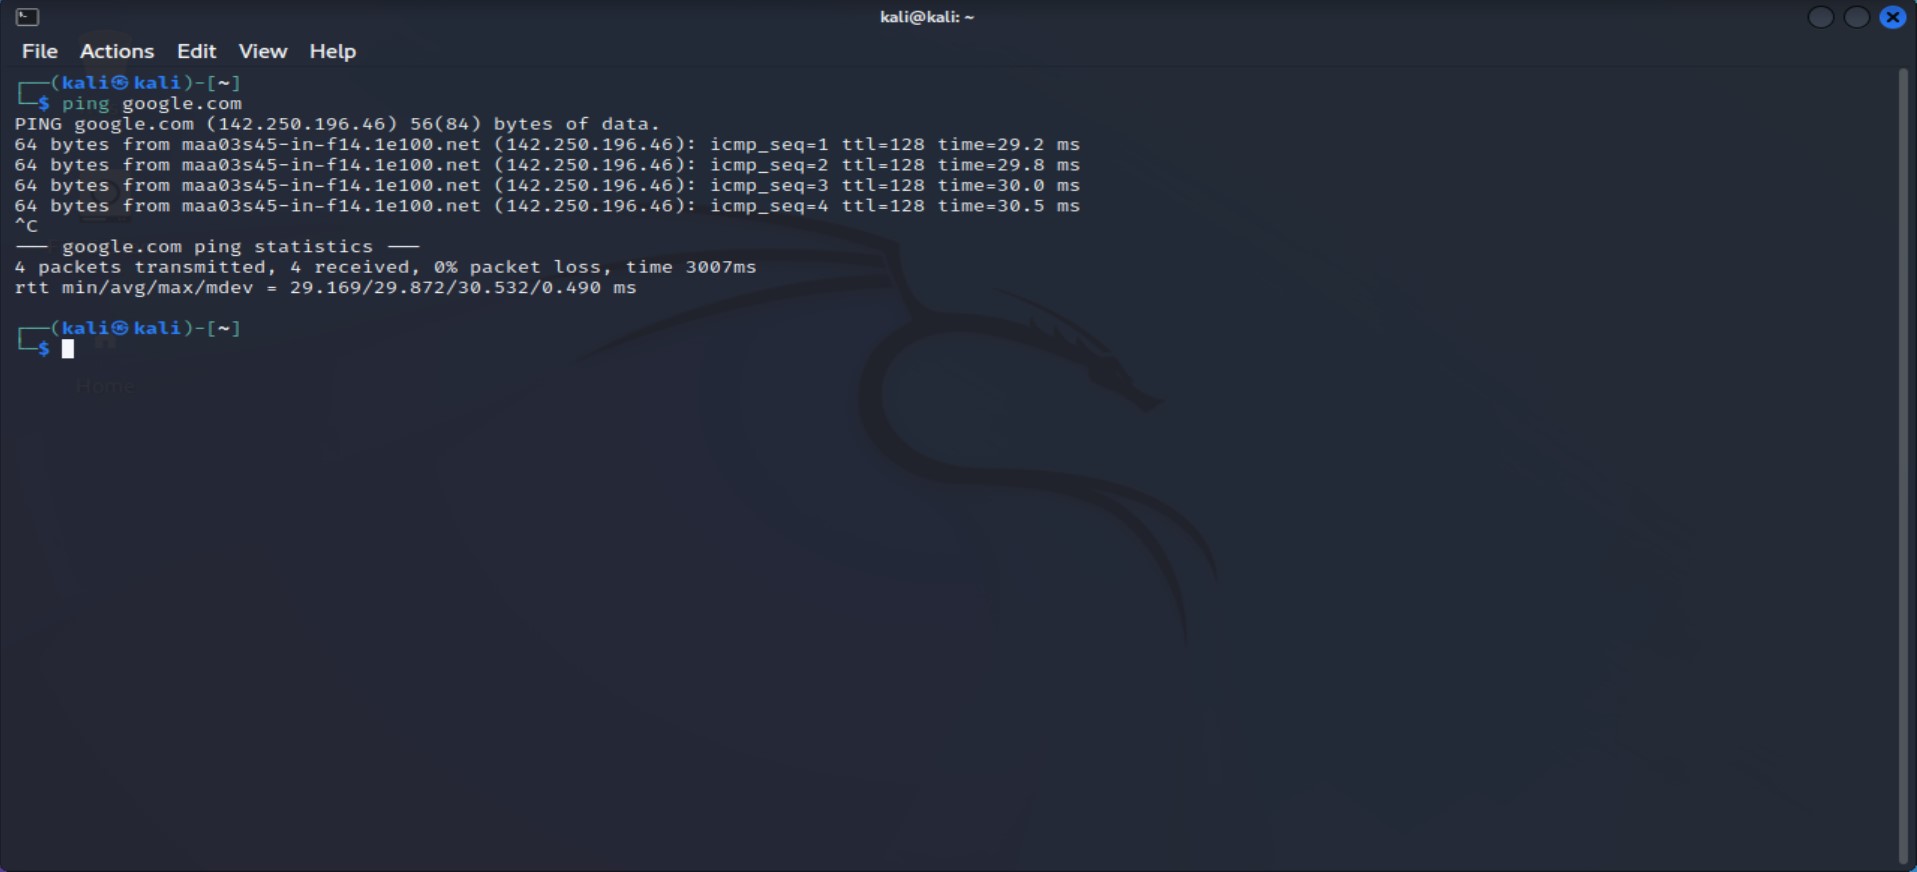 kali@kali: ~
File Actions Edit View Help
┌──(kali㉿kali)-[~]
└─$ ping google.com
PING google.com (142.250.196.46) 56(84) bytes of data.
64 bytes from maa03s45-in-f14.1e100.net (142.250.196.46): icmp_seq=1 ttl=128 time=29.2 ms
64 bytes from maa03s45-in-f14.1e100.net (142.250.196.46): icmp_seq=2 ttl=128 time=29.8 ms
64 bytes from maa03s45-in-f14.1e100.net (142.250.196.46): icmp_seq=3 ttl=128 time=30.0 ms
64 bytes from maa03s45-in-f14.1e100.net (142.250.196.46): icmp_seq=4 ttl=128 time=30.5 ms
^C
--- google.com ping statistics ---
4 packets transmitted, 4 received, 0% packet loss, time 3007ms
rtt min/avg/max/mdev = 29.169/29.872/30.532/0.490 ms
┌──(kali㉿kali)-[~]
└─$
Home